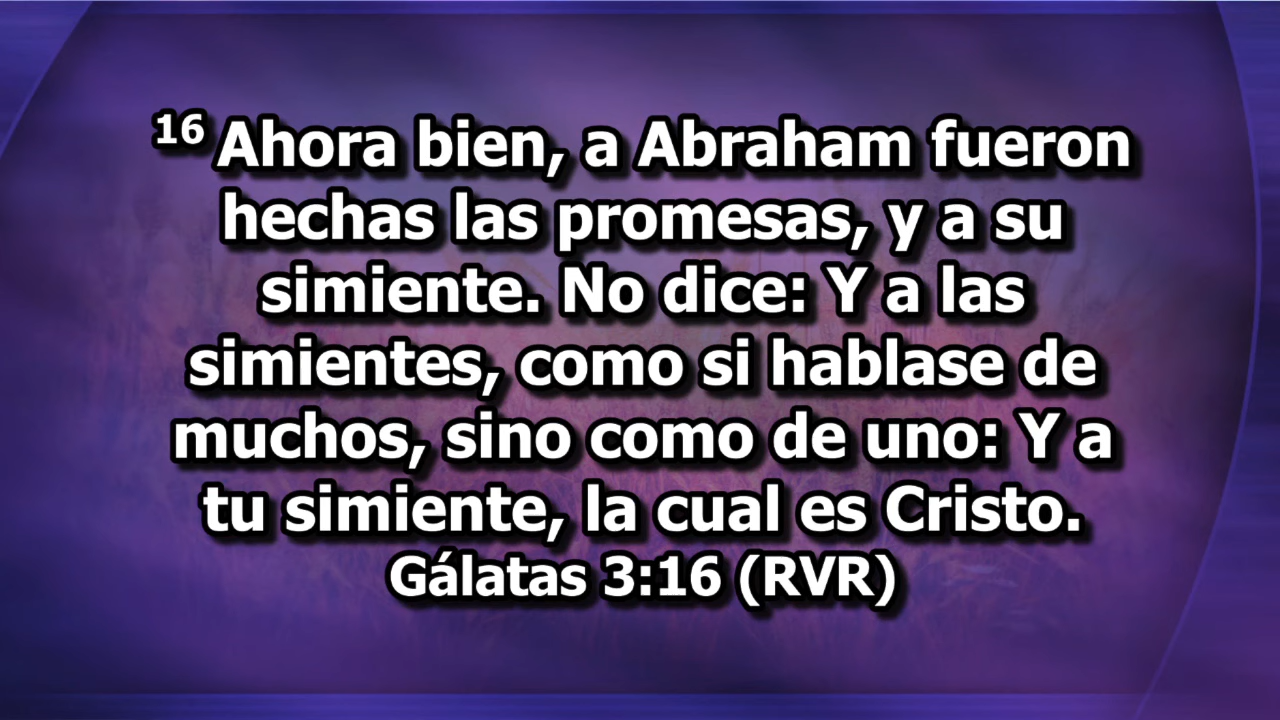 16 Ahora bien, a Abraham fueron
hechas las promesas, y a su
simiente. No dice: Y a las
simientes, como si hablase de
muchos, sino como de uno: Y a
tu simiente, la cual es Cristo.
Gálatas 3:16 (RVR)